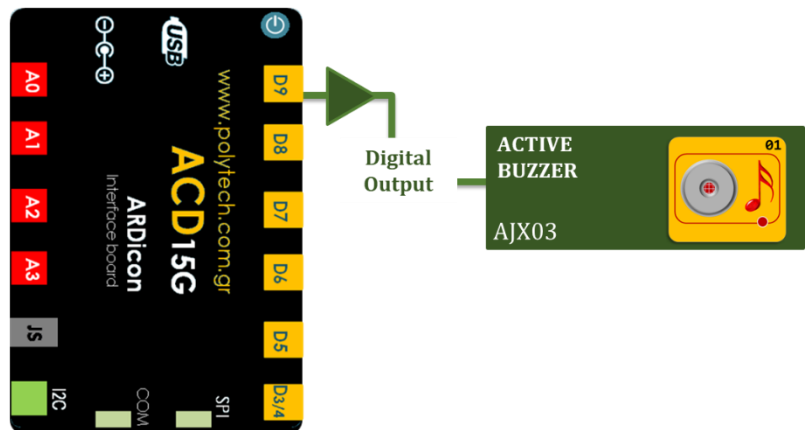 USB
www.polytech.com.gr
ACD15G
ARDicon
Interface board
A0
A1
A2
A3
JS
I2C
COM
SPI
D9
D8
D7
D6
D5
D3/4
Digital
Output
ACTIVE
BUZZER
AJX03
01